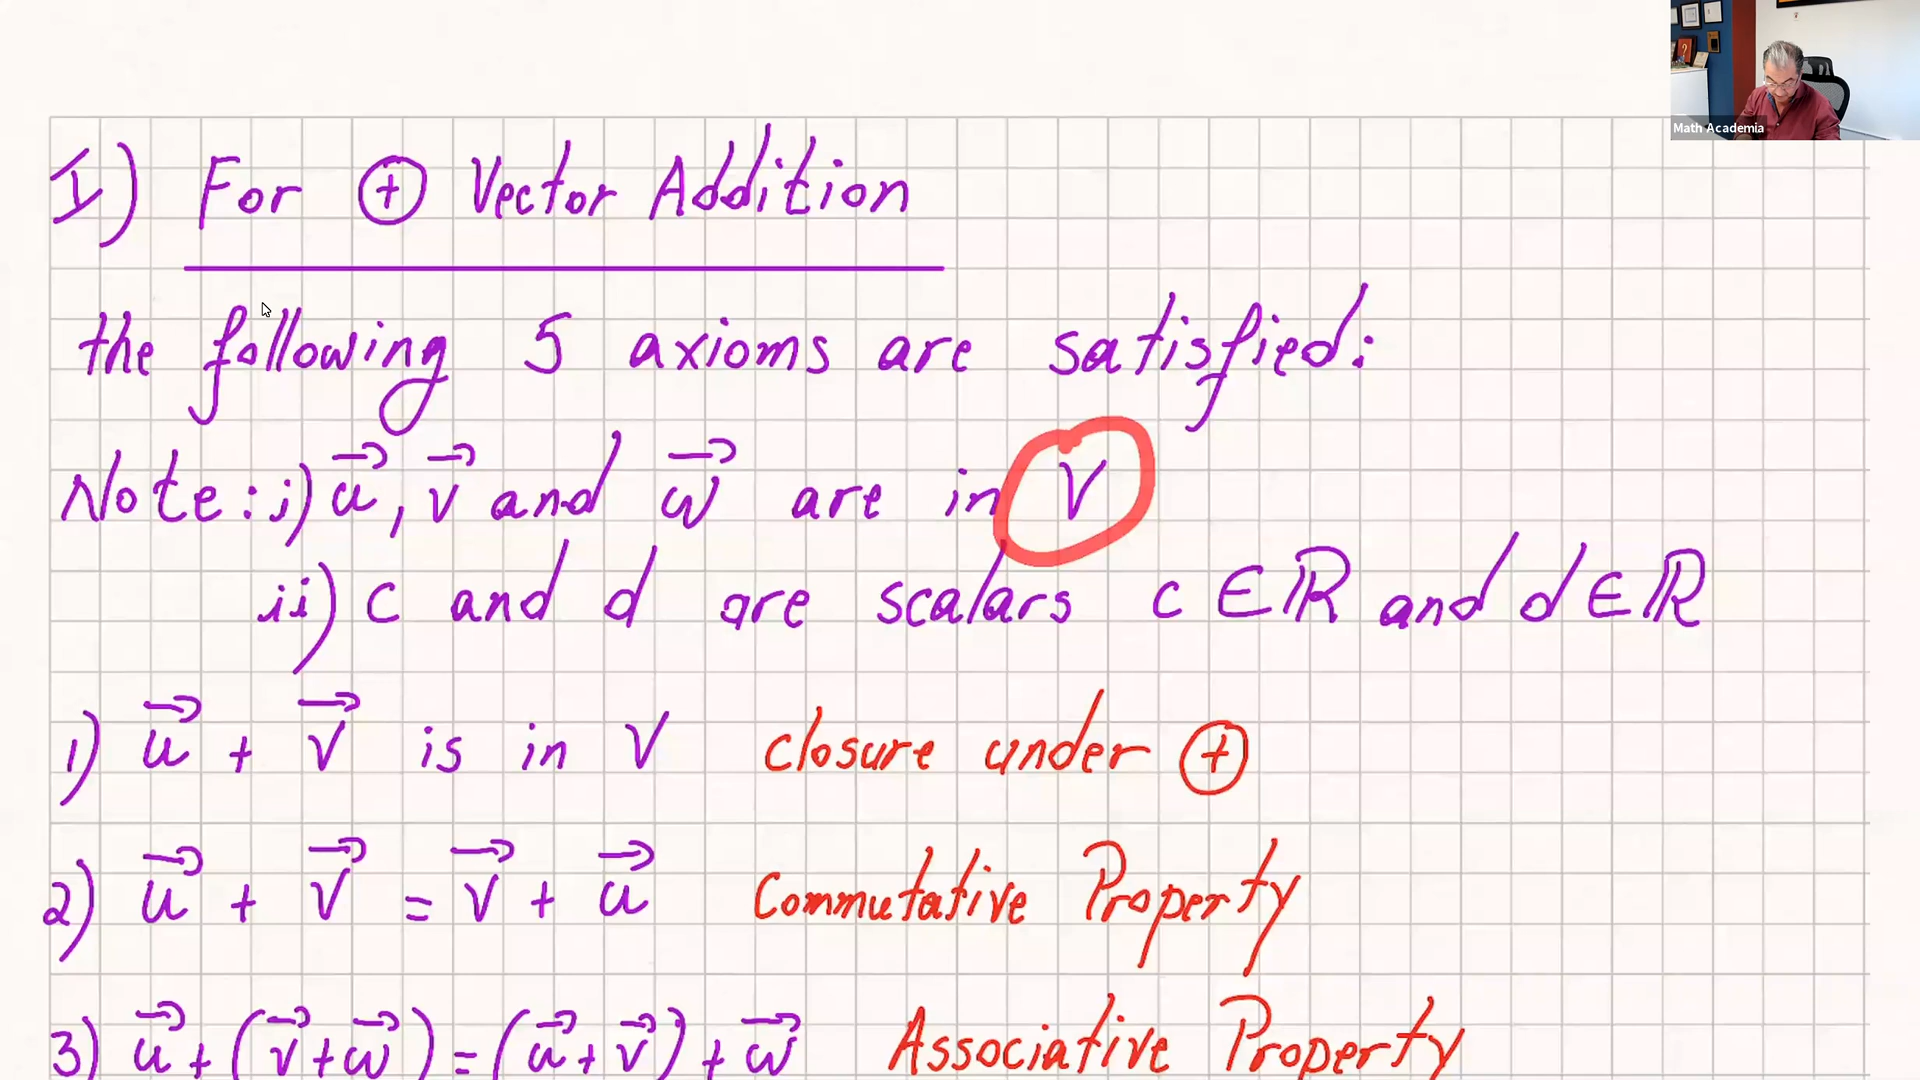 Math Academia
I) For ⊕ Vector Addition
the following 5 axioms are satisfied:
Note: i) u⃗, v⃗ and w⃗ are in V
ii) c and d are scalars c ∈ ℝ and d ∈ ℝ
1) u⃗ + v⃗ is in V closure under ⊕
2) u⃗ + v⃗ = v⃗ + u⃗ Commutative Property
3) u⃗ + (v⃗ + w⃗) = (u⃗ + v⃗) + w⃗ Associative Property